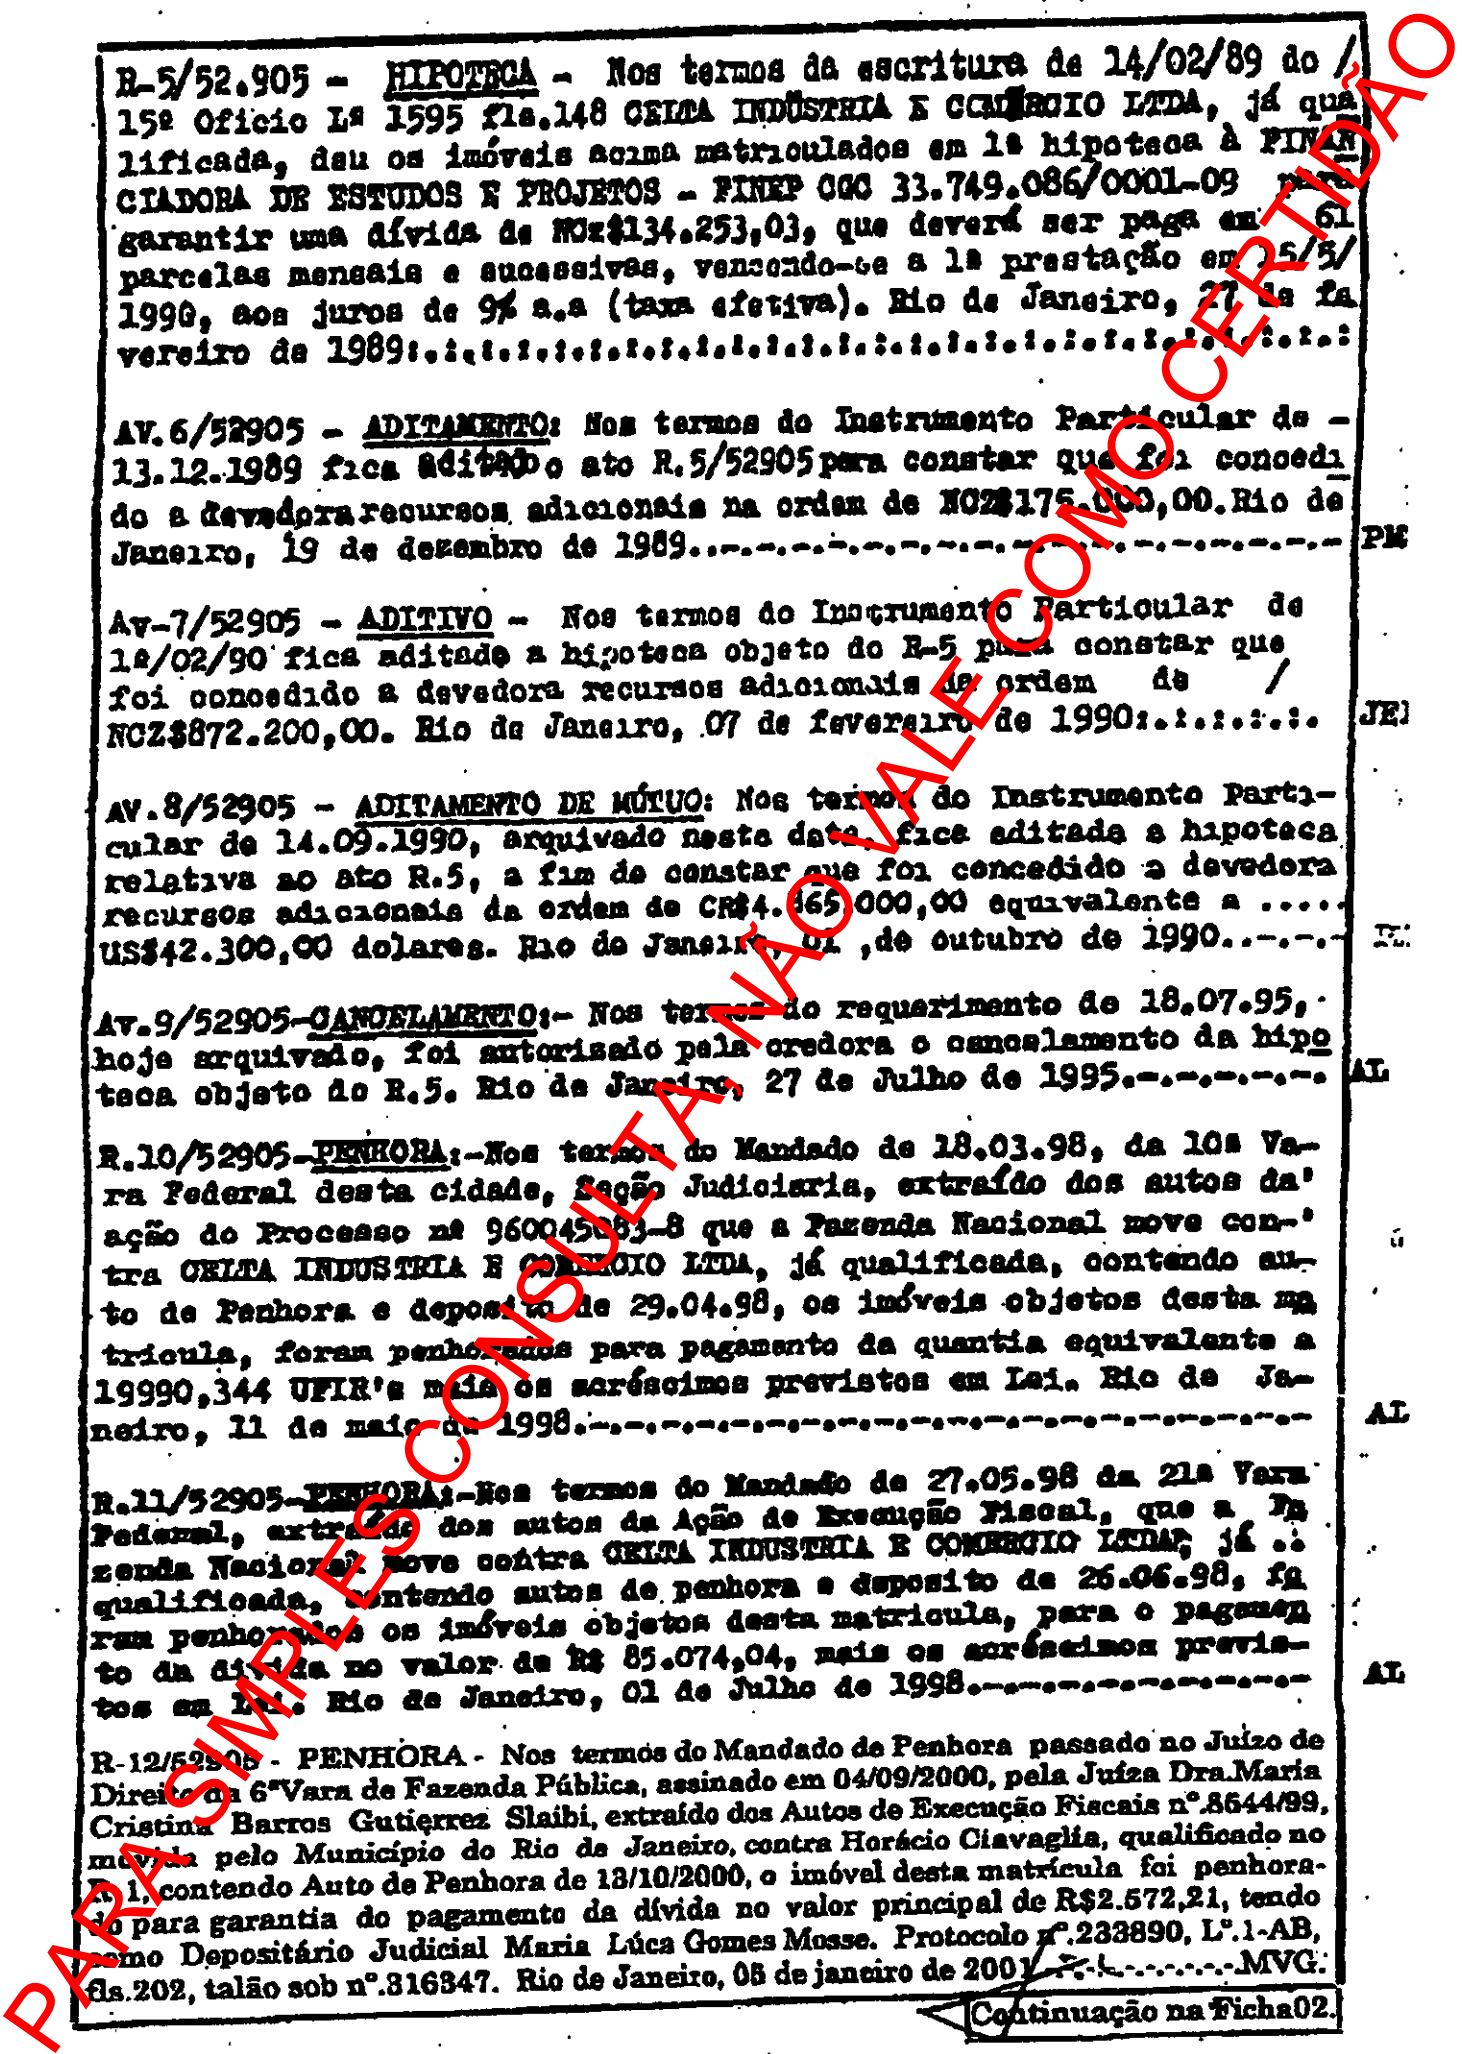 R-5/52.905 - HIPOTECA - Nos termos da escritura de 14/02/89 do /
15º Oficio Lº 1595 fls.148 CELTA INDÚSTRIA E COMÉRCIO LTDA, já qua
lificada, deu os imóveis acima matriculados em 1ª hipoteca à FINAN
CIADORA DE ESTUDOS E PROJETOS - FINEP CGC 33.749.086/0001-09 para
garantir uma dívida de NCz$134.253,03, que deverá ser paga em 61
parcelas mensais e sucessivas, vencendo-se a 1ª prestação em 15/5/
1990, aos juros de 9% a.a (taxa efetiva). Rio de Janeiro, 27 de fe
vereiro de 1989:.:.:.:.:.:.:.:.:.:.:.:.:.:.:.:.:.:.:.:.:.:.:.:.:.:
AV.6/52905 - ADITAMENTO: Nos termos do Instrumento Particular de -
13.12.1989 fica aditado o ato R.5/52905 para constar que foi concedi
do a devedora recursos adicionais na ordem de NCZ$175.000,00.Rio de
Janeiro, 19 de dezembro de 1989..-.-.-.-.-.-.-.-.-.-.-.-.-.-.-.-.- PM
Av-7/52905 - ADITIVO - Nos termos do Instrumento Particular de
1º/02/90 fica aditado a hipoteca objeto do R-5 para constar que
foi concedido a devedora recursos adicionais na ordem de /
NCZ$872.200,00. Rio de Janeiro, 07 de fevereiro de 1990:.:.:.:.:. JE
AV.8/52905 - ADITAMENTO DE MÚTUO: Nos termos do Instrumento Parti-
cular de 14.09.1990, arquivado nesta data, fica aditada a hipoteca
relativa ao ato R.5, a fim de constar que foi concedido a devedora
recursos adicionais da ordem de CR$4. 65.000,00 equivalente a .....
US$42.300,00 dolares. Rio de Janeiro, 01 ,de outubro de 1990..-.-.-
Av.9/52905-CANCELAMENTO:- Nos termos do requerimento de 18.07.95,
hoje arquivado, foi autorizado pela credora o cancelamento da hipo
teca objeto do R.5. Rio de Janeiro, 27 de Julho de 1995.-.-.-.-.-. AL
R.10/52905-PENHORA:-Nos termos do Mandado de 18.03.98, da 10ª Va-
ra Federal desta cidade, Seção Judiciaria, extraído dos autos da'
ação do Processo nº 960045083-8 que a Fazenda Nacional move con-'
tra CELTA INDUSTRIA E COMERCIO LTDA, já qualificada, contendo au-
to de Penhora e deposito de 29.04.98, os imóveis objetos desta ma
tricula, foram penhorados para pagamento da quantia equivalente a
19990,344 UFIR's mais os acréscimos previstos em Lei. Rio de Ja-
neiro, 11 de maio de 1998.-.-.-.-.-.-.-.-.-.-.-.-.-.-.-.-.-.-.-.- AL
R.11/52905-PENHORA:-Nos termos do Mandado de 27.05.98 da 21ª Vara
Federal, extraído dos autos da Ação de Execução Fiscal, que a Fa
zenda Nacional move contra CELTA INDUSTRIA E COMERCIO LTDA, já ..
qualificada, contendo autos de penhora e deposito de 26.06.98, fo
ram penhorados os imóveis objetos desta matricula, para o pagamen
to da divida no valor de R$ 85.074,04, mais os acréscimos previs-
tos em Lei. Rio de Janeiro, 01 de Julho de 1998.-.-.-.-.-.-.-.-.- AL
R-12/52905 - PENHORA - Nos termos do Mandado de Penhora passado no Juízo de
Direito da 6ªVara de Fazenda Pública, assinado em 04/09/2000, pela Juíza Dra.Maria
Cristina Barros Gutierrez Slaibi, extraído dos Autos de Execução Fiscais nº.8644/99,
movida pelo Município do Rio de Janeiro, contra Horácio Ciavaglia, qualificado no
R 1, contendo Auto de Penhora de 13/10/2000, o imóvel desta matrícula foi penhora-
do para garantia do pagamento da dívida no valor principal de R$2.572,21, tendo
como Depositário Judicial Maria Lúca Gomes Mosse. Protocolo nº.233890, Lº.1-AB,
fls.202, talão sob nº.316347. Rio de Janeiro, 05 de janeiro de 2001.-.-.-.-.-.-.-.MVG.
Continuação na Ficha02.
PARA SIMPLES CONSULTA, NÃO VALE COMO CERTIDÃO